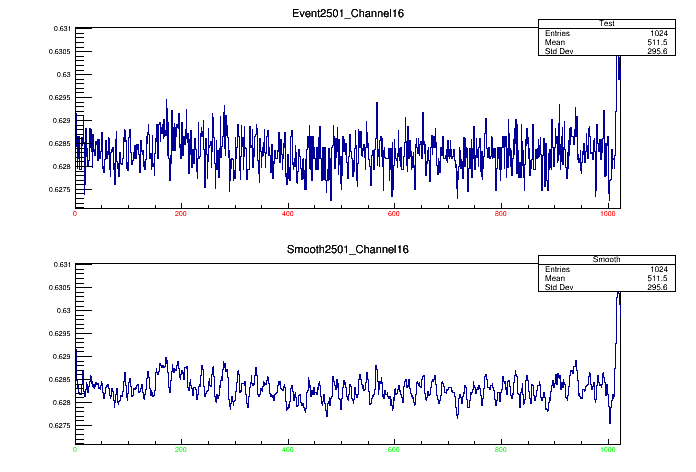 Event2501_Channel16
Test
Entries 1024
Mean 511.5
Std Dev 295.6
0.631
0.6305
0.63
0.6295
0.629
0.6285
0.628
0.6275
0 200 400 600 800 1000
Smooth2501_Channel16
Smooth
Entries 1024
Mean 511.5
Std Dev 295.6
0.631
0.6305
0.63
0.6295
0.629
0.6285
0.628
0.6275
0 200 400 600 800 1000